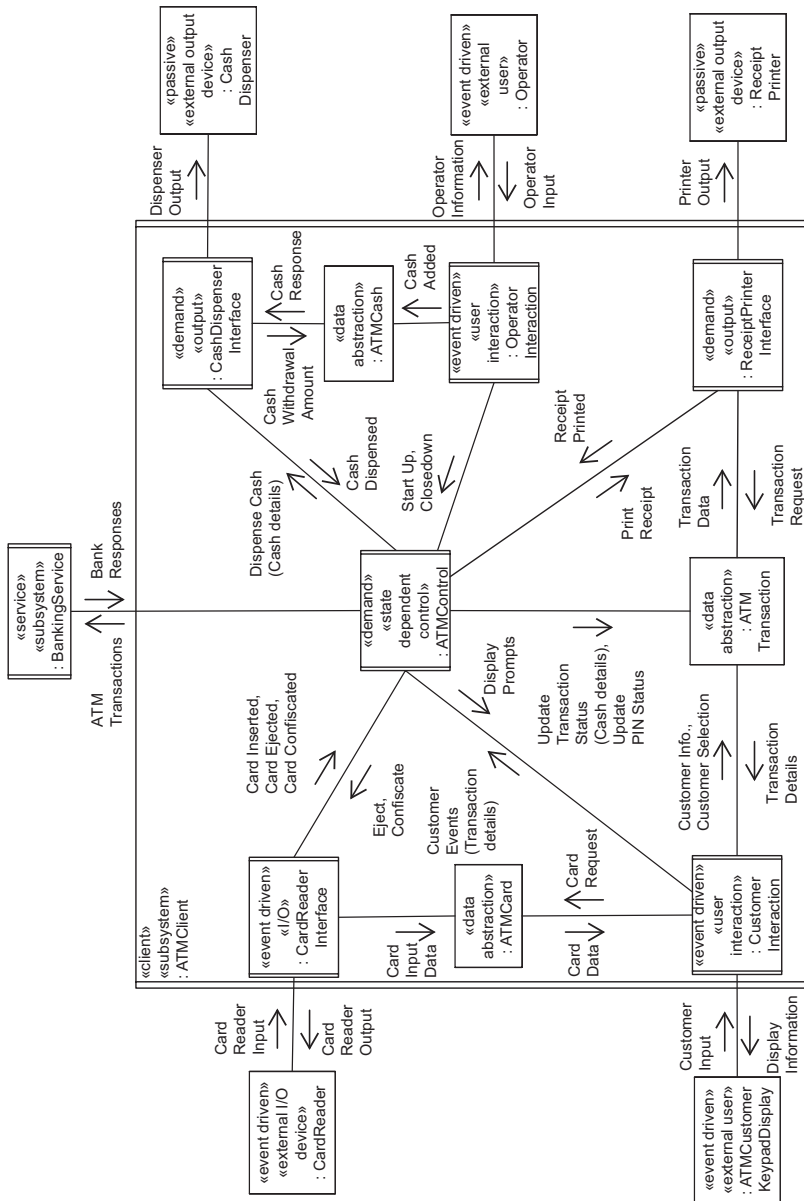 «service»
«subsystem»
: BankingService
ATM
Transactions
Bank
Responses
«client»
«subsystem»
: ATMClient
«event driven»
«external I/O
device»
: CardReader
Card
Reader
Input
Card
Reader
Output
«event driven»
«I/O»
: CardReader
Interface
Card Inserted,
Card Ejected,
Card Confiscated
Eject,
Confiscate
Card
Input
Data
«data
abstraction»
: ATMCard
Card
Request
Card
Data
Customer
Events
(Transaction
details)
Display
Prompts
«event driven»
«external user»
: ATMCustomer
KeypadDisplay
Customer
Input
Display
Information
«event driven»
«user
interaction»
: Customer
Interaction
Customer Info.,
Customer Selection
Transaction
Details
«demand»
«state
dependent
control»
: ATMControl
Update
Transaction
Status
(Cash details),
Update
PIN Status
«data
abstraction»
: ATM
Transaction
Dispense Cash
(Cash details)
Cash
Dispensed
Start Up,
Closedown
Print
Receipt
Receipt
Printed
Transaction
Data
Transaction
Request
«demand»
«output»
: CashDispenser
Interface
Cash
Withdrawal
Amount
Cash
Response
«data
abstraction»
: ATMCash
Cash
Added
«event driven»
«user
interaction»
: Operator
Interaction
«demand»
«output»
: ReceiptPrinter
Interface
Dispenser
Output
«passive»
«external output
device»
: Cash
Dispenser
Operator
Information
Operator
Input
«event driven»
«external
user»
: Operator
Printer
Output
«passive»
«external output
device»
: Receipt
Printer